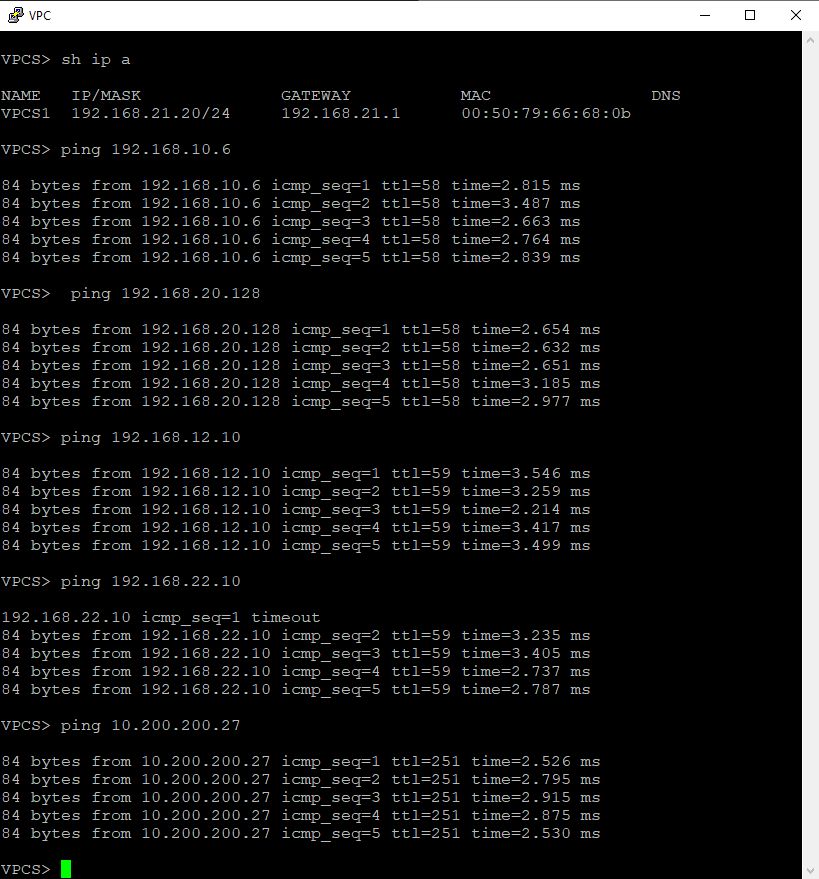 VPC
VPCS> sh ip a
NAME IP/MASK GATEWAY MAC DNS
VPCS1 192.168.21.20/24 192.168.21.1 00:50:79:66:68:0b
VPCS> ping 192.168.10.6
84 bytes from 192.168.10.6 icmp_seq=1 ttl=58 time=2.815 ms
84 bytes from 192.168.10.6 icmp_seq=2 ttl=58 time=3.487 ms
84 bytes from 192.168.10.6 icmp_seq=3 ttl=58 time=2.663 ms
84 bytes from 192.168.10.6 icmp_seq=4 ttl=58 time=2.764 ms
84 bytes from 192.168.10.6 icmp_seq=5 ttl=58 time=2.839 ms
VPCS>  ping 192.168.20.128
84 bytes from 192.168.20.128 icmp_seq=1 ttl=58 time=2.654 ms
84 bytes from 192.168.20.128 icmp_seq=2 ttl=58 time=2.632 ms
84 bytes from 192.168.20.128 icmp_seq=3 ttl=58 time=2.651 ms
84 bytes from 192.168.20.128 icmp_seq=4 ttl=58 time=3.185 ms
84 bytes from 192.168.20.128 icmp_seq=5 ttl=58 time=2.977 ms
VPCS> ping 192.168.12.10
84 bytes from 192.168.12.10 icmp_seq=1 ttl=59 time=3.546 ms
84 bytes from 192.168.12.10 icmp_seq=2 ttl=59 time=3.259 ms
84 bytes from 192.168.12.10 icmp_seq=3 ttl=59 time=2.214 ms
84 bytes from 192.168.12.10 icmp_seq=4 ttl=59 time=3.417 ms
84 bytes from 192.168.12.10 icmp_seq=5 ttl=59 time=3.499 ms
VPCS> ping 192.168.22.10
192.168.22.10 icmp_seq=1 timeout
84 bytes from 192.168.22.10 icmp_seq=2 ttl=59 time=3.235 ms
84 bytes from 192.168.22.10 icmp_seq=3 ttl=59 time=3.405 ms
84 bytes from 192.168.22.10 icmp_seq=4 ttl=59 time=2.737 ms
84 bytes from 192.168.22.10 icmp_seq=5 ttl=59 time=2.787 ms
VPCS> ping 10.200.200.27
84 bytes from 10.200.200.27 icmp_seq=1 ttl=251 time=2.526 ms
84 bytes from 10.200.200.27 icmp_seq=2 ttl=251 time=2.795 ms
84 bytes from 10.200.200.27 icmp_seq=3 ttl=251 time=2.915 ms
84 bytes from 10.200.200.27 icmp_seq=4 ttl=251 time=2.875 ms
84 bytes from 10.200.200.27 icmp_seq=5 ttl=251 time=2.530 ms
VPCS>